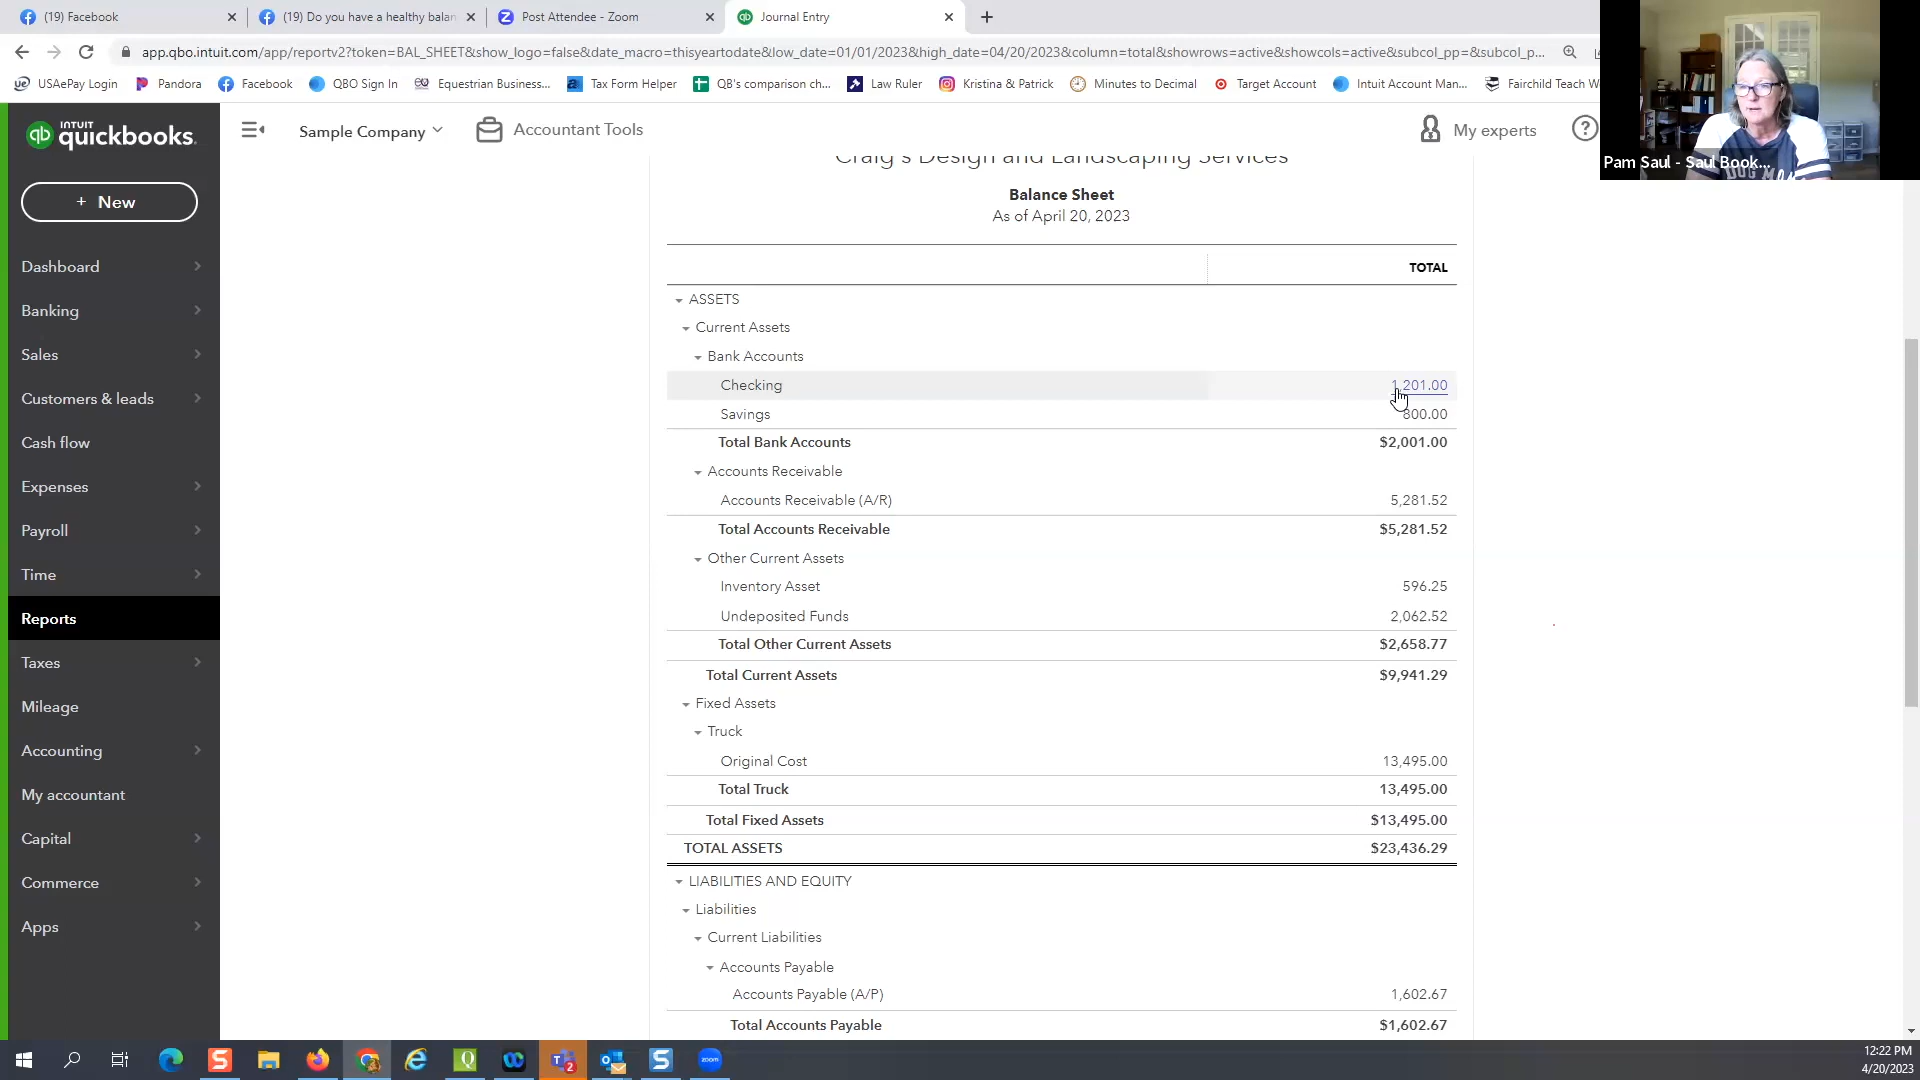 (19) Facebook
(19) Do you have a healthy balan
Post Attendee - Zoom
Journal Entry
app.qbo.intuit.com/app/reportv2?token=BAL_SHEET&show_logo=false&date_macro=thisyeartodate&low_date=01/01/2023&high_date=04/20/2023&column=total&showrows=active&showcols=active&subcol_pp=&subcol_p...
USAePay Login
Pandora
Facebook
QBO Sign In
Equestrian Business...
Tax Form Helper
QB's comparison ch...
Law Ruler
Kristina & Patrick
Minutes to Decimal
Target Account
Intuit Account Man...
Fairchild Teach W
Pam Saul - Saul Book...
DOG
INTUIT
quickbooks.
Sample Company
Accountant Tools
My experts
+ New
Dashboard
Banking
Sales
Customers & leads
Cash flow
Expenses
Payroll
Time
Reports
Taxes
Mileage
Accounting
My accountant
Capital
Commerce
Apps
Craig's Design and Landscaping Services
Balance Sheet
As of April 20, 2023
TOTAL
ASSETS
Current Assets
Bank Accounts
Checking 1,201.00
Savings 800.00
Total Bank Accounts $2,001.00
Accounts Receivable
Accounts Receivable (A/R) 5,281.52
Total Accounts Receivable $5,281.52
Other Current Assets
Inventory Asset 596.25
Undeposited Funds 2,062.52
Total Other Current Assets $2,658.77
Total Current Assets $9,941.29
Fixed Assets
Truck
Original Cost 13,495.00
Total Truck 13,495.00
Total Fixed Assets $13,495.00
TOTAL ASSETS $23,436.29
LIABILITIES AND EQUITY
Liabilities
Current Liabilities
Accounts Payable
Accounts Payable (A/P) 1,602.67
Total Accounts Payable $1,602.67
12:22 PM
4/20/2023